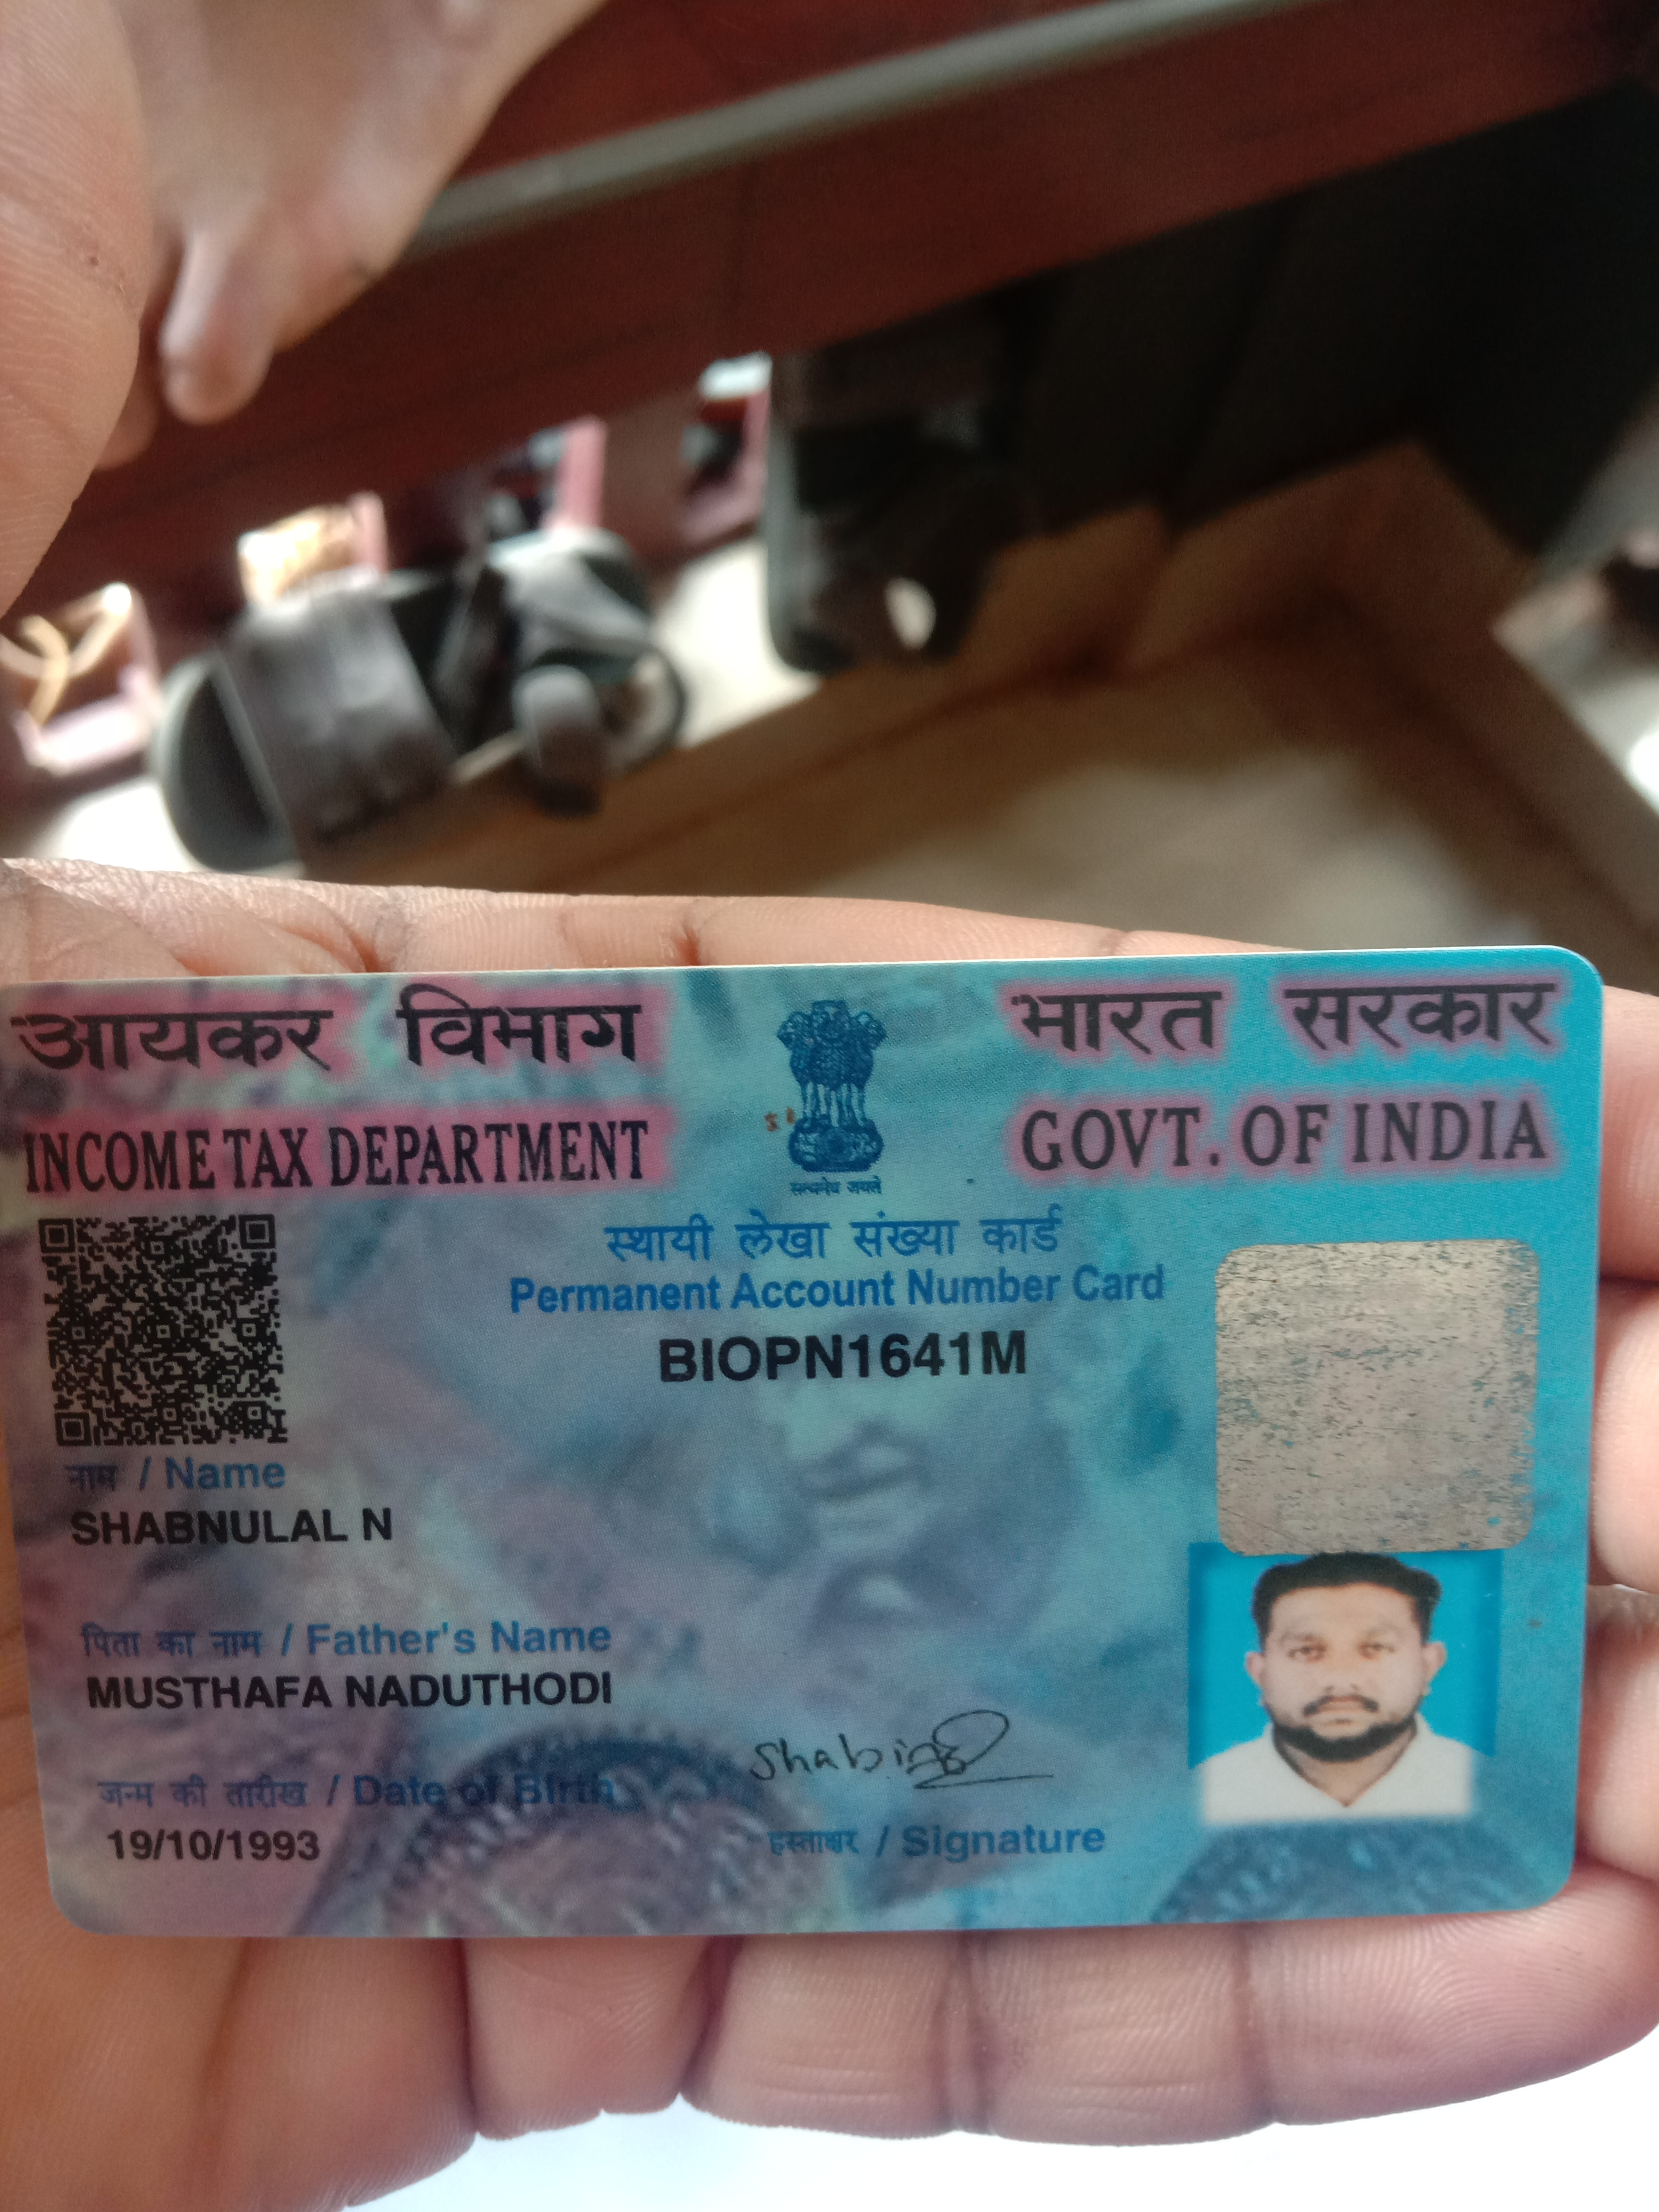 आयकर विभाग
INCOME TAX DEPARTMENT
भारत सरकार
GOVT. OF INDIA
सत्यमेव जयते
स्थायी लेखा संख्या कार्ड
Permanent Account Number Card
BIOPN1641M
नाम / Name
SHABNULAL N
पिता का नाम / Father's Name
MUSTHAFA NADUTHODI
जन्म की तारीख / Date of Birth
19/10/1993
हस्ताक्षर / Signature